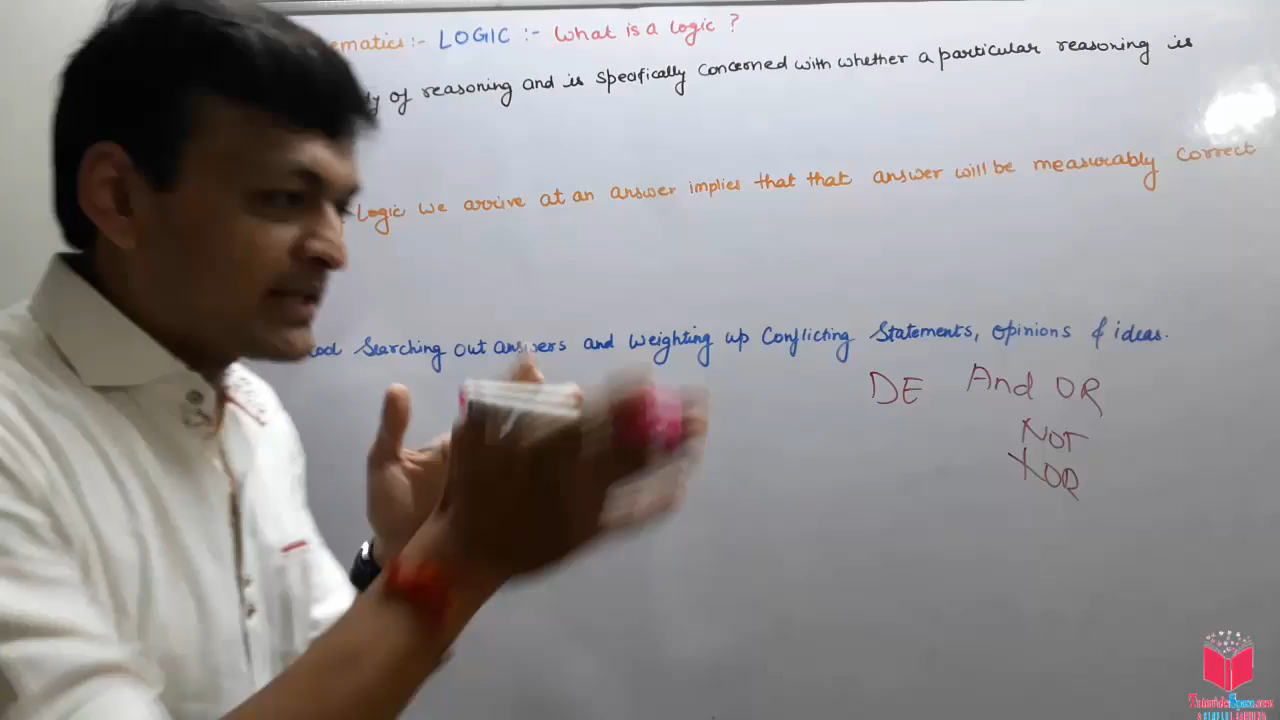 ematics:- LOGIC :- What is a logic ?
of reasoning and is specifically concerned with whether a particular reasoning is
Logic we arrive at an answer implies that that answer will be measurably correct
Searching out answers and weighting up Conflicting Statements, opinions & ideas.
DE And OR
NOT
XOR